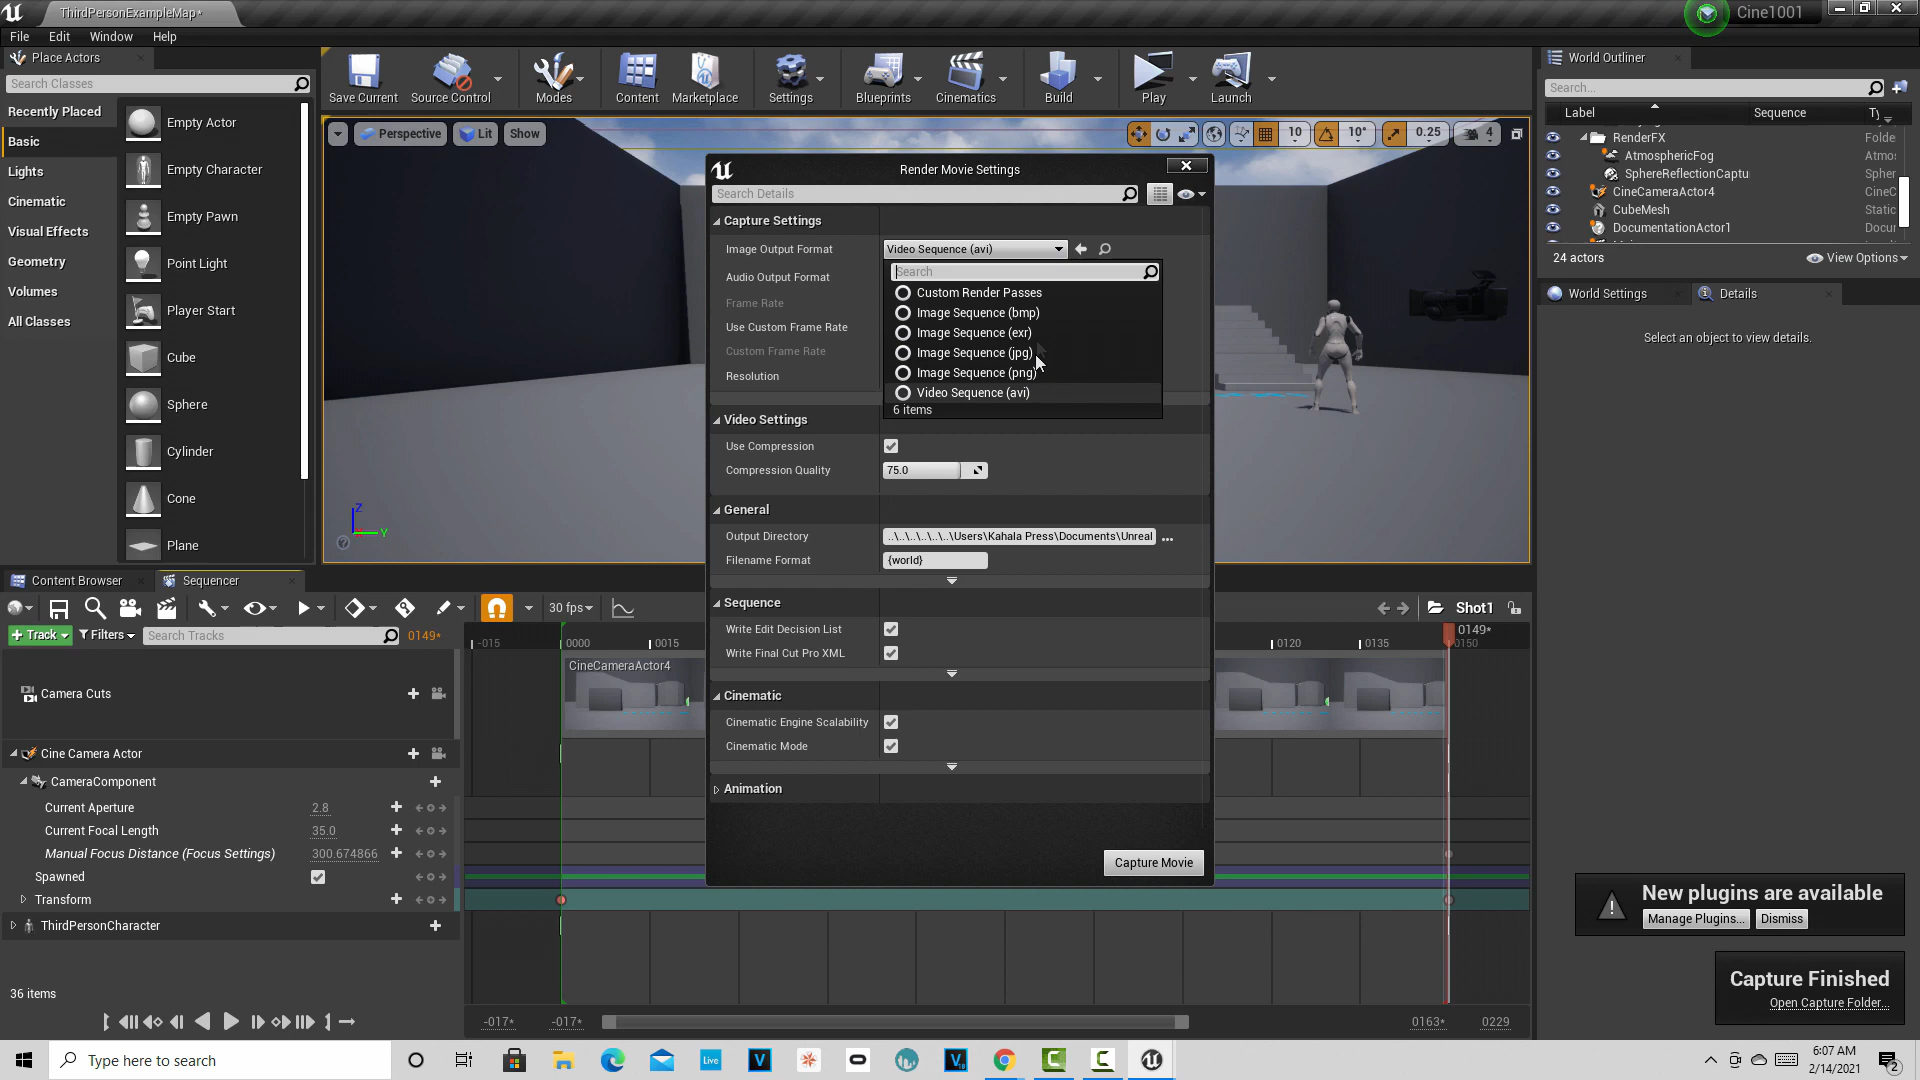 ThirdPersonExampleMap*
Cine1001
File Edit Window Help
Place Actors
Search Classes
Recently Placed
Basic
Lights
Cinematic
Visual Effects
Geometry
Volumes
All Classes
Empty Actor
Empty Character
Empty Pawn
Point Light
Player Start
Cube
Sphere
Cylinder
Cone
Plane
Save Current Source Control Modes Content Marketplace Settings Blueprints Cinematics Build Play Launch
Perspective Lit Show
10 10° 0.25 4
Z
Y
Render Movie Settings
Search Details
Capture Settings
Image Output Format Video Sequence (avi)
Audio Output Format
Frame Rate
Use Custom Frame Rate
Custom Frame Rate
Resolution
Search
Custom Render Passes
Image Sequence (bmp)
Image Sequence (exr)
Image Sequence (jpg)
Image Sequence (png)
Video Sequence (avi)
6 items
Video Settings
Use Compression
Compression Quality 75.0
General
Output Directory ..\..\..\..\..\..\Users\Kahala Press\Documents\Unreal ...
Filename Format {world}
Sequence
Write Edit Decision List
Write Final Cut Pro XML
Cinematic
Cinematic Engine Scalability
Cinematic Mode
Animation
Capture Movie
World Outliner
Search...
Label Sequence Ty
RenderFX Folde
AtmosphericFog Atmos
SphereReflectionCaptu Spher
CineCameraActor4 CineC
CubeMesh Static
DocumentationActor1 Docur
24 actors View Options
World Settings Details
Select an object to view details.
Content Browser Sequencer
30 fps
Shot1
+ Track Filters Search Tracks 0149*
-015 0000 0015 0120 0135 0149* 0150
CineCameraActor4
Camera Cuts
Cine Camera Actor
CameraComponent
Current Aperture 2.8
Current Focal Length 35.0
Manual Focus Distance (Focus Settings) 300.674866
Spawned
Transform
ThirdPersonCharacter
36 items
-017* -017* 0163* 0229
New plugins are available
Manage Plugins... Dismiss
Capture Finished
Open Capture Folder...
Type here to search
Live
6:07 AM
2/14/2021
2